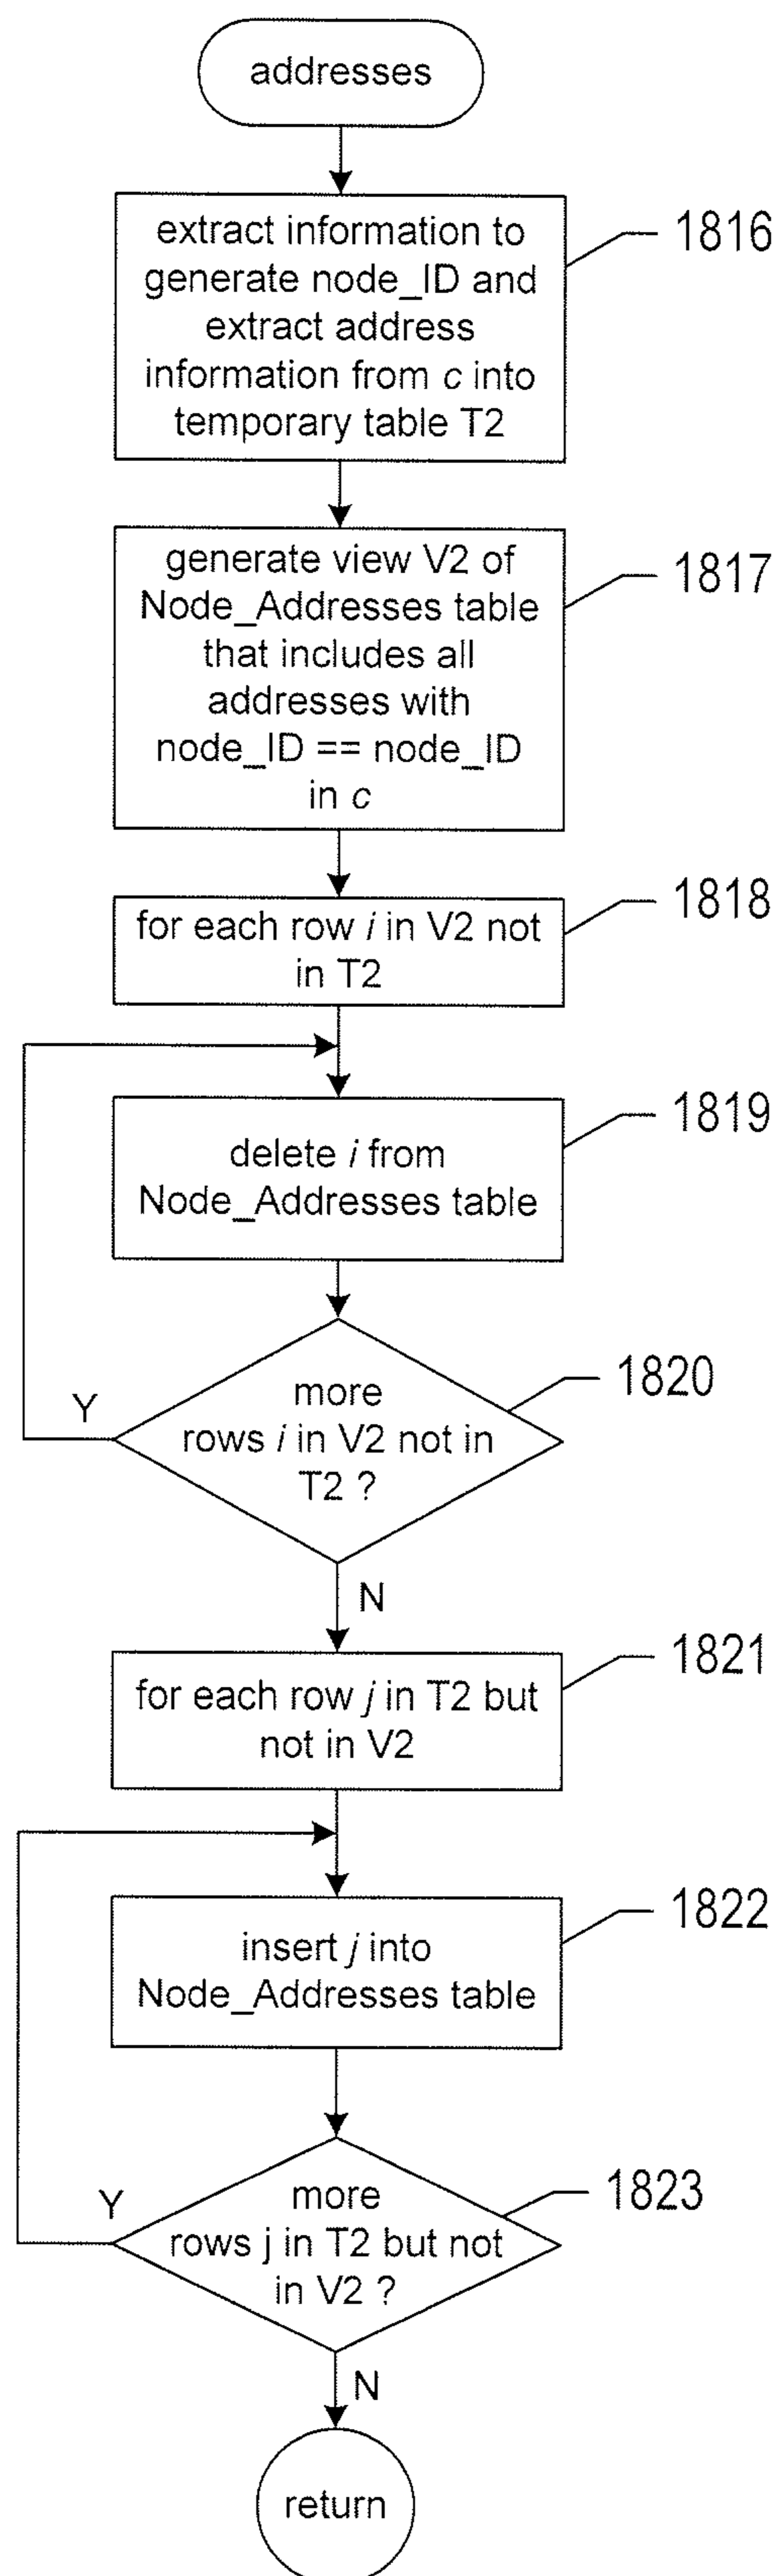 addresses
extract information to
generate node_ID and
extract address
information from c into
temporary table T2
1816
generate view V2 of
Node_Addresses table
that includes all
addresses with
node_ID == node_ID
in c
1817
for each row i in V2 not
in T2
1818
delete i from
Node_Addresses table
1819
more
rows i in V2 not in
T2 ?
1820
Y
N
for each row j in T2 but
not in V2
1821
insert j into
Node_Addresses table
1822
more
rows j in T2 but not
in V2 ?
1823
Y
N
return